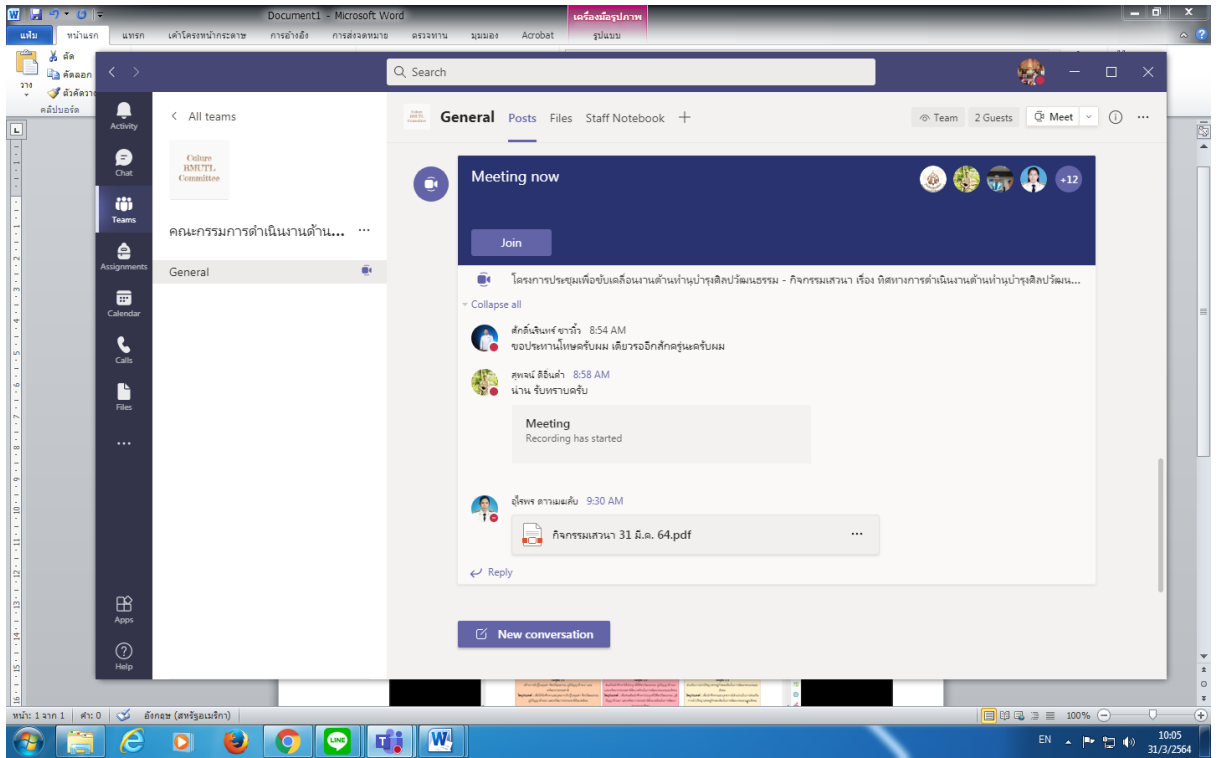 Document1 - Microsoft Word
เครื่องมือรูปภาพ
แฟ้ม หน้าแรก แทรก เค้าโครงหน้ากระดาษ การอ้างอิง การส่งจดหมาย ตรวจทาน มุมมอง Acrobat รูปแบบ
ตัด
คัดลอก
วาง
คลิปบอร์ด
Search
Activity
Chat
Teams
Assignments
Calendar
Calls
Files
Apps
Help
All teams
Culure
RMUTL
Committee
คณะกรรมการดำเนินงานด้าน...
General
General Posts Files Staff Notebook
Team 2 Guests Meet
Meeting now
+12
Join
โครงการประชุมเพื่อขับเคลื่อนงานด้านทำนุบำรุงศิลปวัฒนธรรม - กิจกรรมเสวนา เรื่อง ทิศทางการดำเนินงานด้านทำนุบำรุงศิลปวัฒน...
Collapse all
8:54 AM
ขอประทานโทษครับผม เดียวรออีกสักครู่นะครับผม
สุพจน์ 8:58 AM
น่าน รับทราบครับ
Meeting
Recording has started
9:30 AM
กิจกรรมเสวนา 31 มี.ค. 64.pdf
Reply
New conversation
หน้า: 1 จาก 1 คำ: 0 อังกฤษ (สหรัฐอเมริกา)
100%
LINE
EN
10:05
31/3/2564